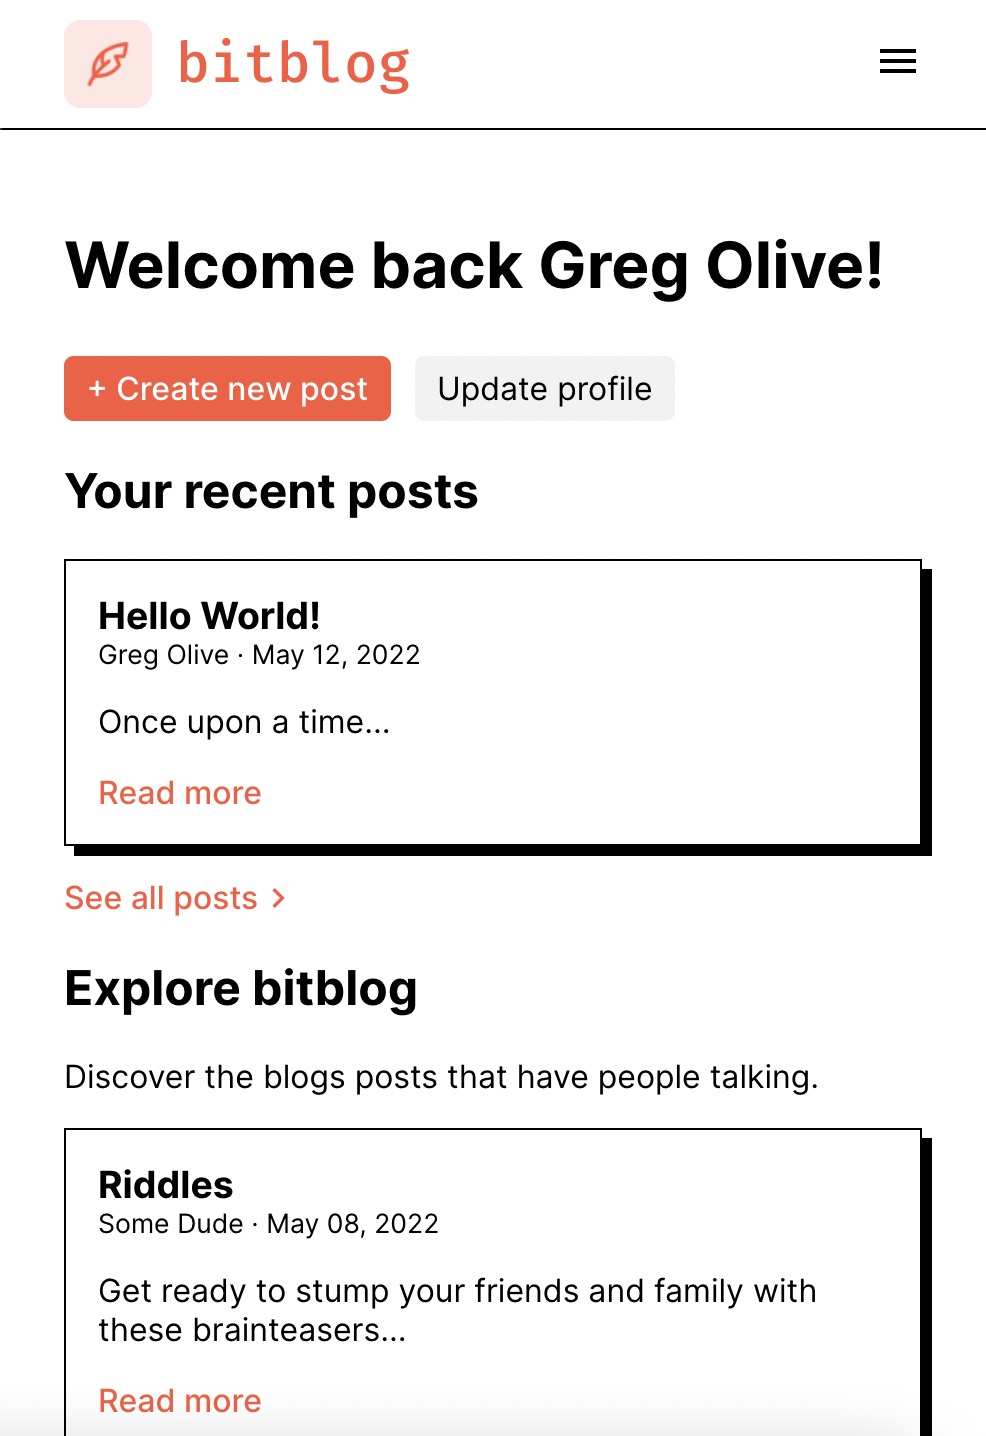 bitblog
Welcome back Greg Olive!
+ Create new post
Update profile
Your recent posts
Hello World!
Greg Olive · May 12, 2022
Once upon a time...
Read more
See all posts >
Explore bitblog
Discover the blogs posts that have people talking.
Riddles
Some Dude · May 08, 2022
Get ready to stump your friends and family with
these brainteasers...
Read more